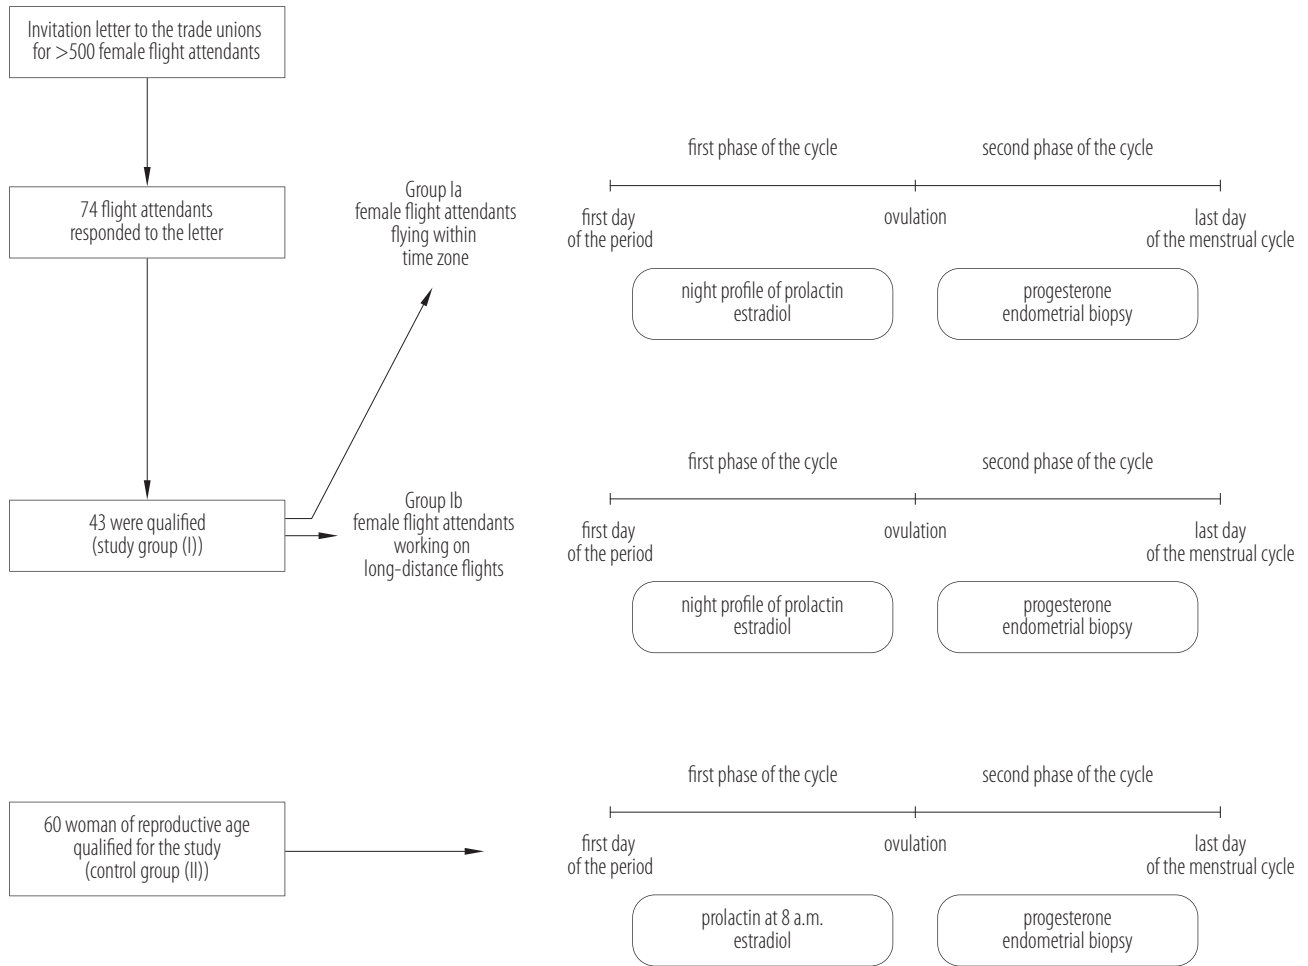 Invitation letter to the trade unions
for >500 female flight attendants
74 flight attendants
responded to the letter
43 were qualified
(study group (I))
Group Ia
female flight attendants
flying within
time zone
first phase of the cycle
second phase of the cycle
first day
of the period
ovulation
last day
of the menstrual cycle
night profile of prolactin
estradiol
progesterone
endometrial biopsy
Group Ib
female flight attendants
working on
long-distance flights
first phase of the cycle
second phase of the cycle
first day
of the period
ovulation
last day
of the menstrual cycle
night profile of prolactin
estradiol
progesterone
endometrial biopsy
60 woman of reproductive age
qualified for the study
(control group (II))
first phase of the cycle
second phase of the cycle
first day
of the period
ovulation
last day
of the menstrual cycle
prolactin at 8 a.m.
estradiol
progesterone
endometrial biopsy